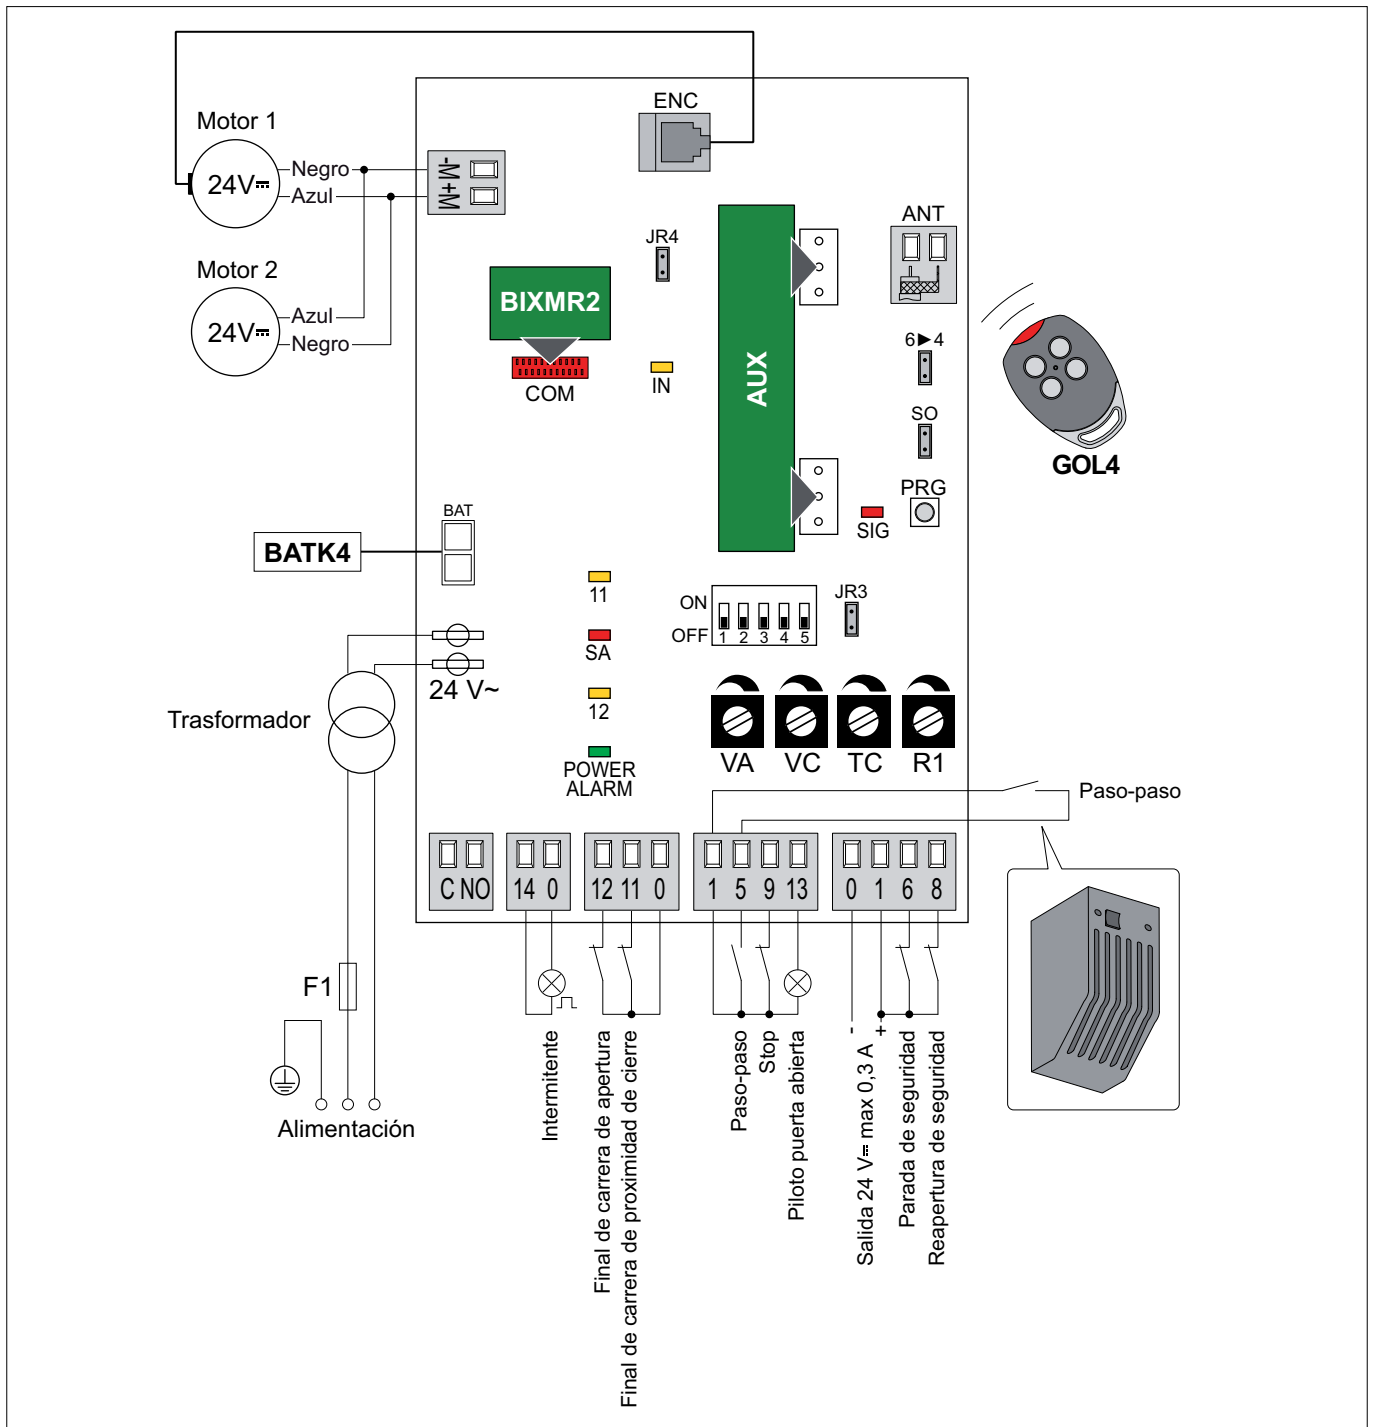 ENC
Motor 1
24V
Negro
Azul
-M+M
Motor 2
24V
Azul
Negro
JR4
ANT
BIXMR2
COM
IN
AUX
6►4
SO
GOL4
PRG
SIG
BAT
BATK4
11
SA
12
POWER
ALARM
ON
OFF
1 2 3 4 5
JR3
24 V~
Trasformador
VA VC TC R1
Paso-paso
C NO
14 0
12 11 0
1 5 9 13
0 1 6 8
F1
Alimentación
Intermitente
Final de carrera de apertura
Final de carrera de proximidad de cierre
Paso-paso
Stop
Piloto puerta abierta
- +
Salida 24 V⎓ max 0,3 A
Parada de seguridad
Reapertura de seguridad